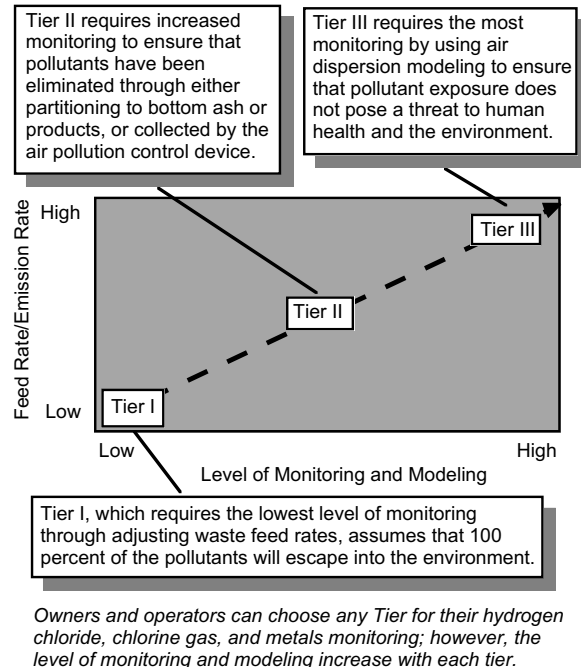 Tier II requires increased
monitoring to ensure that
pollutants have been
eliminated through either
partitioning to bottom ash or
products, or collected by the
air pollution control device.
Tier III requires the most
monitoring by using air
dispersion modeling to ensure
that pollutant exposure does
not pose a threat to human
health and the environment.
Feed Rate/Emission Rate
High
Tier III
Tier II
Tier I
Low
Low
High
Level of Monitoring and Modeling
Tier I, which requires the lowest level of monitoring
through adjusting waste feed rates, assumes that 100
percent of the pollutants will escape into the environment.
Owners and operators can choose any Tier for their hydrogen
chloride, chlorine gas, and metals monitoring; however, the
level of monitoring and modeling increase with each tier.